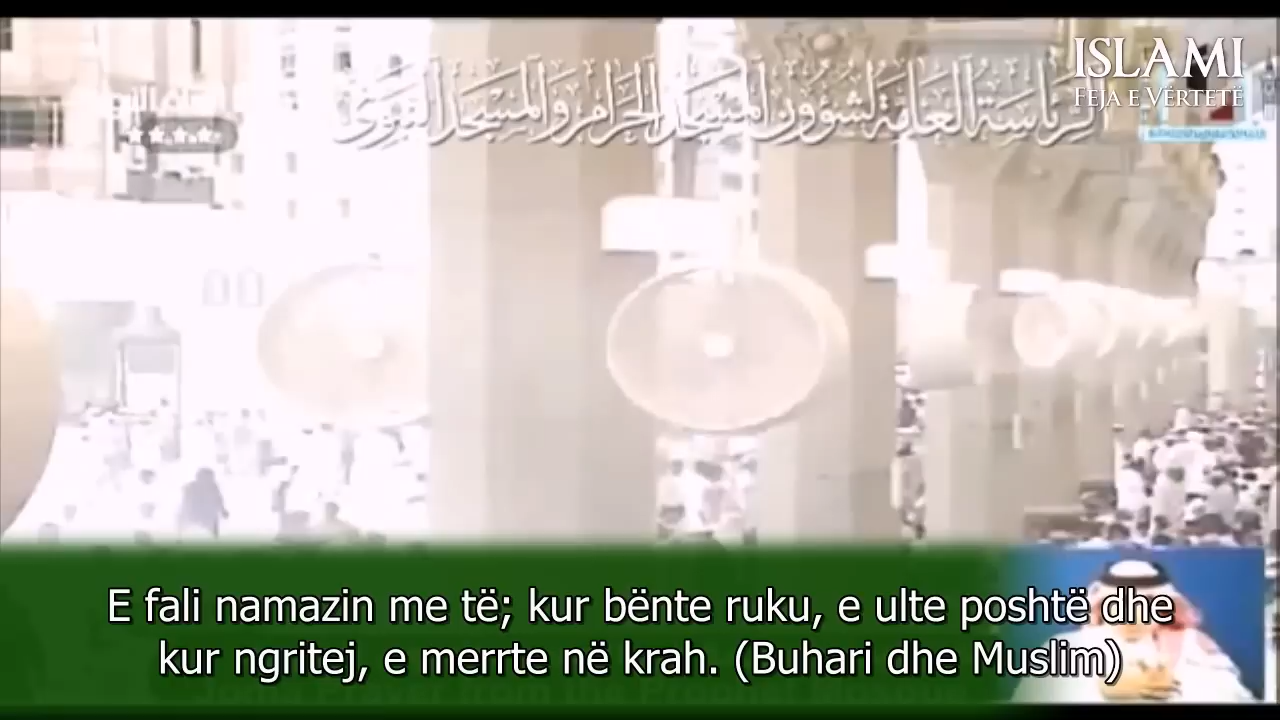 الرئاسة العامة لشؤون المسجد الحرام والمسجد النبوي
ISLAMI
FEJA E VËRTETË
E fali namazin me të; kur bënte ruku, e ulte poshtë dhe
kur ngritej, e merrte në krah. (Buhari dhe Muslim)